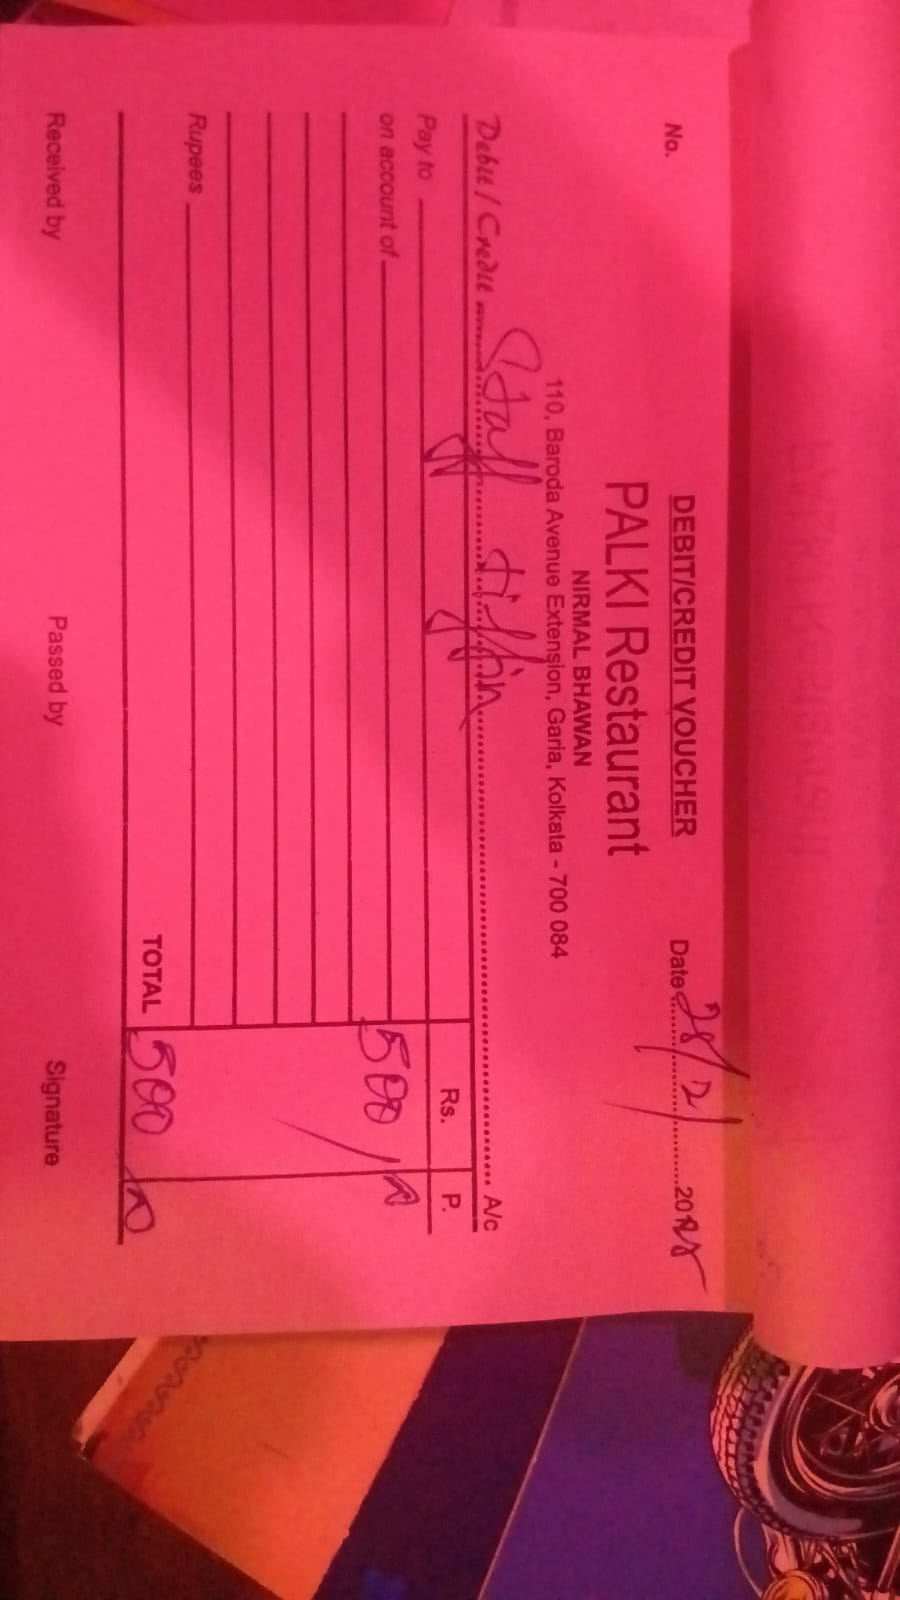 DEBIT/CREDIT VOUCHER
No. Date 28/2/ 20
PALKI Restaurant
NIRMAL BHAWAN
110, Baroda Avenue Extension, Garia, Kolkata - 700 084
Debit / Credit Staff tiffin A/c
Pay to Rs. P.
on account of 500/
Rupees
TOTAL 500
Received by Passed by Signature